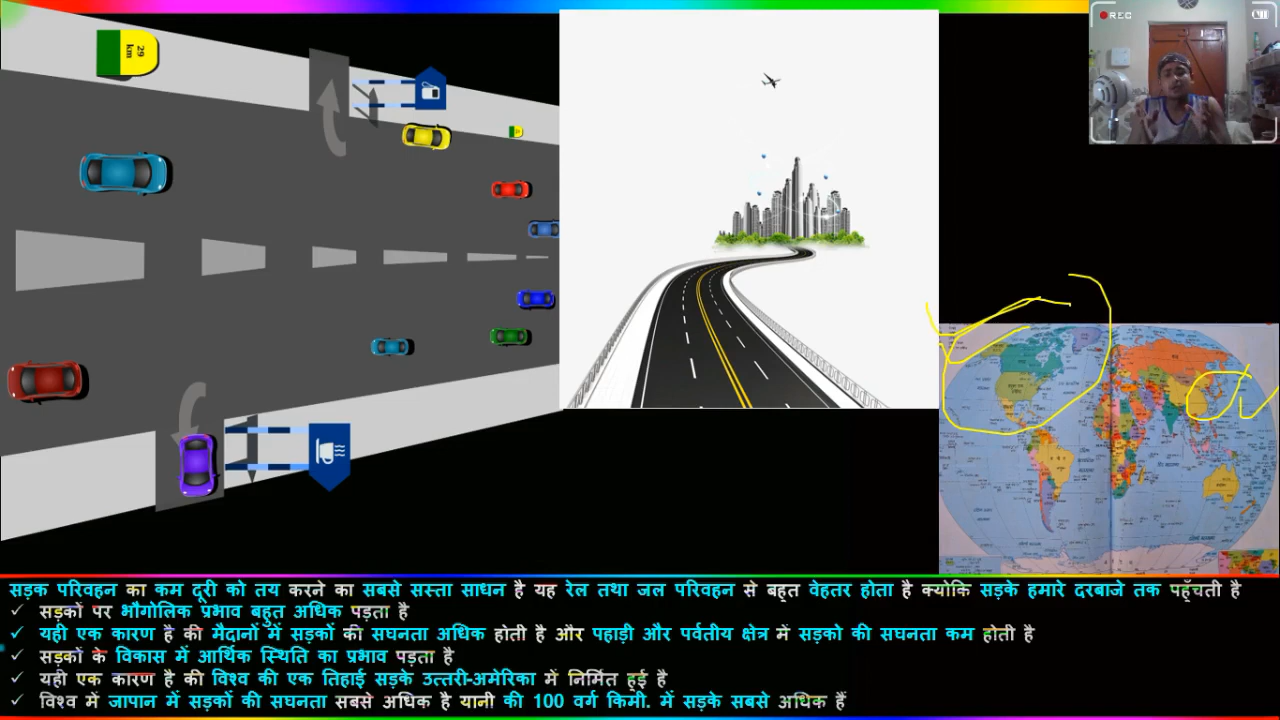 29 km
REC
सड़क परिवहन का कम दूरी को तय करने का सबसे सस्ता साधन है यह रेल तथा जल परिवहन से बहुत वेहतर होता है क्योकि सड़के हमारे दरबाजे तक पहुँचती है
✓ सड़कों पर भौगोलिक प्रभाव बहुत अधिक पड़ता है
✓ यही एक कारण है की मैदानों में सड़कों की सघनता अधिक होती है और पहाड़ी और पर्वतीय क्षेत्र में सड़को की सघनता कम होती है
✓ सड़कों के विकास में आर्थिक स्थिति का प्रभाव पड़ता है
✓ यही एक कारण है की विश्व की एक तिहाई सड़के उत्तरी-अमेरिका में निर्मित हुई है
✓ विश्व में जापान में सड़कों की सघनता सबसे अधिक है यानी की 100 वर्ग किमी. में सड़के सबसे अधिक हैं